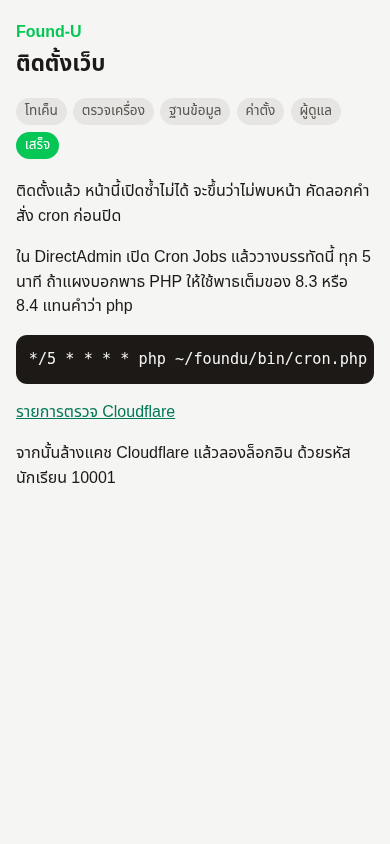 Found-U
ติดตั้งเว็บ
โทเค็น ตรวจเครื่อง ฐานข้อมูล ค่าตั้ง ผู้ดูแล
เสร็จ
ติดตั้งแล้ว หน้านี้เปิดซ้ำไม่ได้ จะขึ้นว่าไม่พบหน้า คัดลอกคำ
สั่ง cron ก่อนปิด
ใน DirectAdmin เปิด Cron Jobs แล้ววางบรรทัดนี้ ทุก 5
นาที ถ้าแผงบอกพาธ PHP ให้ใช้พาธเต็มของ 8.3 หรือ
8.4 แทนคำว่า php
*/5 * * * * php ~/foundu/bin/cron.php
รายการตรวจ Cloudflare
จากนั้นล้างแคช Cloudflare แล้วลองล็อกอิน ด้วยรหัส
นักเรียน 10001